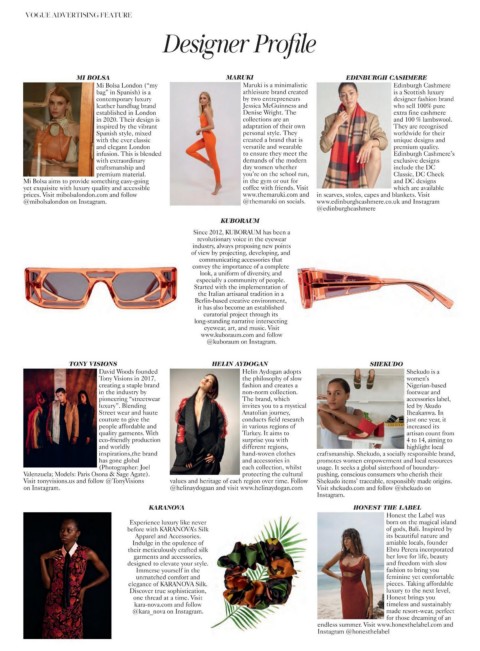 VOGUE ADVERTISING FEATURE
Designer Profile
MI BOLSA
Mi Bolsa London ("my
bag" in Spanish) is a
contemporary luxury
leather handbag brand
established in London
in 2020. Their design is
inspired by the vibrant
Spanish style, mixed
with the ever classic
and elegant London
infusion. This is blended
with extraordinary
craftsmanship and
premium material.
Mi Bolsa aims to provide something easy-going
yet exquisite with luxury quality and accessible
prices. Visit mibolsalondon.com and follow
@mibolsalondon on Instagram.
MARUKI
Maruki is a minimalistic
athleisure brand created
by two entrepreneurs
Jessica McGuinness and
Denise Wright. The
collections are an
adaptation of their own
personal style. They
created a brand that is
versatile and wearable
to ensure they meet the
demands of the modern
day women whether
you're on the school run,
in the gym or out for
coffee with friends. Visit
www.themaruki.com and
@themaruki on socials.
EDINBURGH CASHMERE
Edinburgh Cashmere
is a Scottish luxury
designer fashion brand
who sell 100% pure
extra fine cashmere
and 100% lambswool.
They are recognised
worldwide for their
unique designs and
premium quality.
Edinburgh Cashmere's
exclusive designs
include the DC
Classic, DC Check
and DC designs
which are available
in scarves, stoles, capes and blankets. Visit
www.edinburghcashmere.co.uk and Instagram
@edinburghcashmere
KUBORAUM
Since 2012, KUBORAUM has been a
revolutionary voice in the eyewear
industry, always proposing new points
of view by projecting, developing, and
communicating accessories that
convey the importance of a complete
look, a uniform of diversity, and
especially a community of people.
Started with the implementation of
the Italian artisanal tradition in a
Berlin-based creative environment,
it has also become an established
curatorial project through its
long-standing narrative intersecting
eyewear, art, and music. Visit
www.kuboraum.com and follow
@kuboraum on Instagram.
TONY VISIONS
David Woods founded
Tony Visions in 2017,
creating a staple brand
in the industry by
pioneering "streetwear
luxury". Blending
Street wear and haute
couture to give the
people affordable and
quality garments. With
eco-friendly production
and worldly
inspirations,the brand
has gone global
(Photographer: Joel
Valenzuela; Models: Paris Osona & Sage Agate).
Visit tonyvisions.us and follow @TonyVisions
on Instagram.
HELIN AYDOGAN
Helin Aydogan adopts
the philosophy of slow
fashion and creates a
non-norm collection.
The brand, which
invites you to a mystical
Anatolian journey,
conducts field research
in various regions of
Turkey. It aims to
surprise you with
different regions,
hand-woven clothes
and accessories in
each collection, whilst
protecting the cultural
values and heritage of each region over time. Follow
@helinaydogan and visit www.helinaydogan.com
SHEKUDO
Shekudo is a
women's
Nigerian-based
footwear and
accessories label,
led by Akudo
Iheakanwa. In
just one year, it
increased its
artisan count from
4 to 14, aiming to
highlight local
craftsmanship. Shekudo, a socially responsible brand,
promotes women empowerment and local resources
usage. It seeks a global sisterhood of boundary-
pushing, conscious consumers who cherish their
Shekudo items' traceable, responsibly made origins.
Visit shekudo.com and follow @shekudo on
Instagram.
KARANOVA
Experience luxury like never
before with KARANOVA's Silk
Apparel and Accessories.
Indulge in the opulence of
their meticulously crafted silk
garments and accessories,
designed to elevate your style.
Immerse yourself in the
unmatched comfort and
elegance of KARANOVA Silk.
Discover true sophistication,
one thread at a time. Visit
kara-nova.com and follow
@kara_nova on Instagram.
HONEST THE LABEL
Honest the Label was
born on the magical island
of gods, Bali. Inspired by
its beautiful nature and
amiable locals, founder
Ebru Perera incorporated
her love for life, beauty
and freedom with slow
fashion to bring you
feminine yet comfortable
pieces. Taking affordable
luxury to the next level,
Honest brings you
timeless and sustainably
made resort-wear, perfect
for those dreaming of an
endless summer. Visit www.honesthelabel.com and
Instagram @honesthelabel